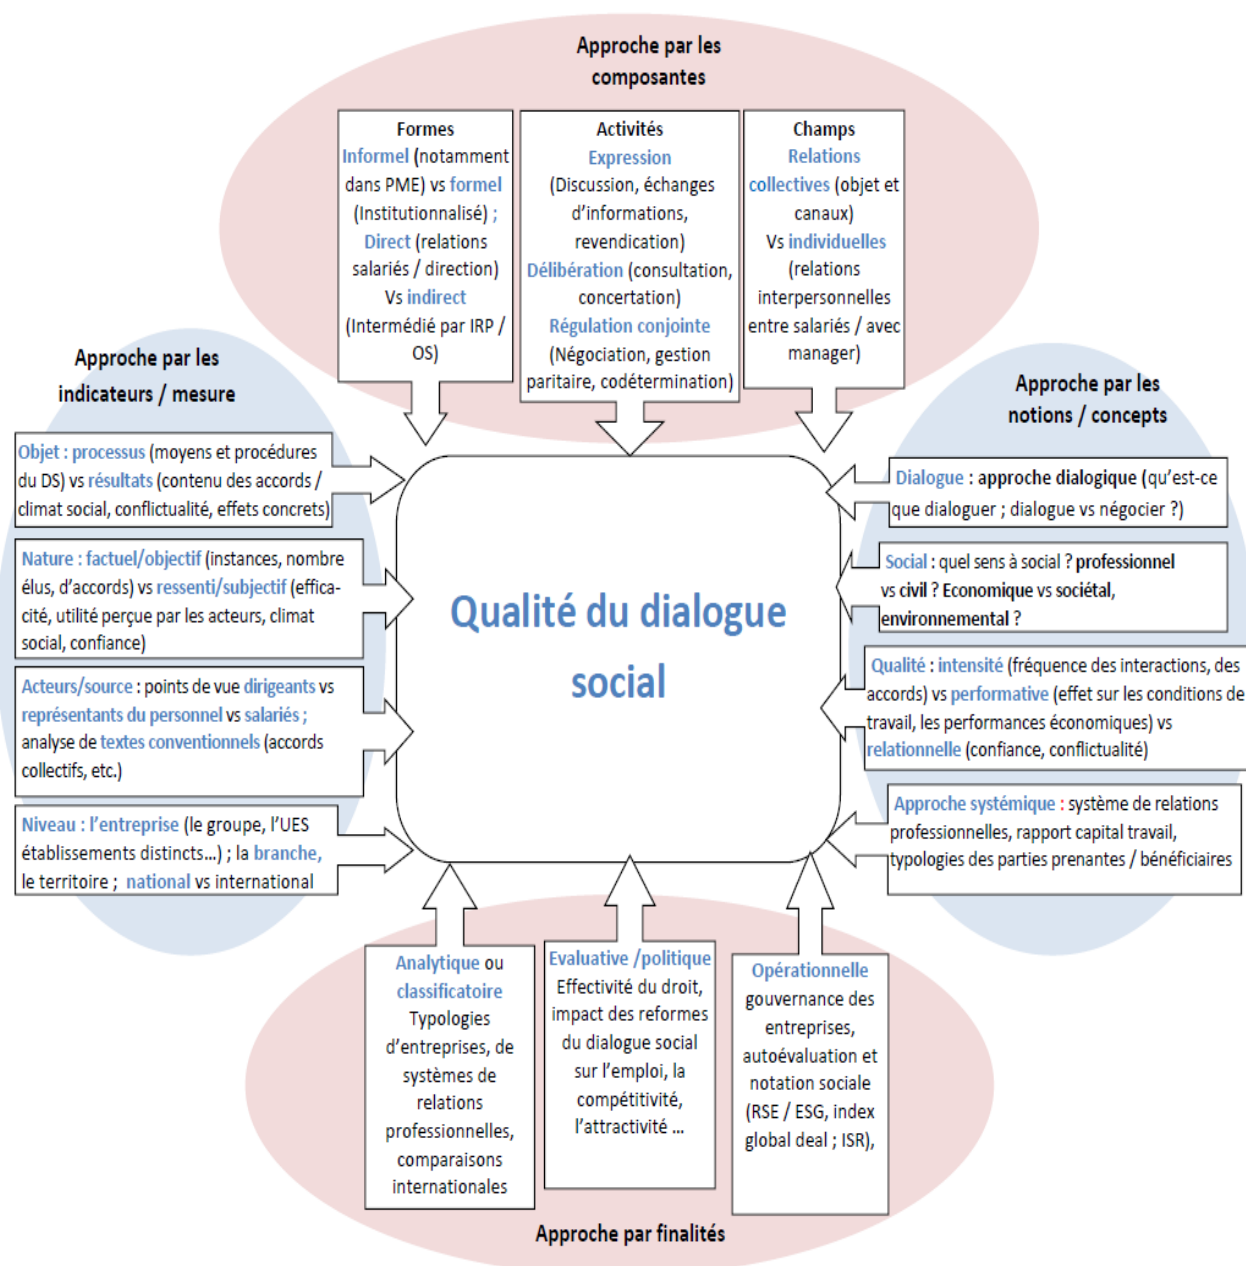 Approche par les
composantes
Formes
Informel (notamment
dans PME) vs formel
(Institutionnalisé) ;
Direct (relations
salariés / direction)
Vs indirect
(Intermédié par IRP /
OS)
Activités
Expression
(Discussion, échanges
d'informations,
revendication)
Délibération (consultation,
concertation)
Régulation conjointe
(Négociation, gestion
paritaire, codétermination)
Champs
Relations
collectives (objet et
canaux)
Vs individuelles
(relations
interpersonnelles
entre salariés / avec
manager)
Approche par les
indicateurs / mesure
Objet : processus (moyens et procédures
du DS) vs résultats (contenu des accords /
climat social, conflictualité, effets concrets)
Nature : factuel/objectif (instances, nombre
élus, d'accords) vs ressenti/subjectif (effica-
cité, utilité perçue par les acteurs, climat
social, confiance)
Acteurs/source : points de vue dirigeants vs
représentants du personnel vs salariés ;
analyse de textes conventionnels (accords
collectifs, etc.)
Niveau : l'entreprise (le groupe, l'UES
établissements distincts…) ; la branche,
le territoire ; national vs international
Qualité du dialogue
social
Approche par les
notions / concepts
Dialogue : approche dialogique (qu'est-ce
que dialoguer ; dialogue vs négocier ?)
Social : quel sens à social ? professionnel
vs civil ? Economique vs sociétal,
environnemental ?
Qualité : intensité (fréquence des interactions, des
accords) vs performative (effet sur les conditions de
travail, les performances économiques) vs
relationnelle (confiance, conflictualité)
Approche systémique : système de relations
professionnelles, rapport capital travail,
typologies des parties prenantes / bénéficiaires
Analytique ou
classificatoire
Typologies
d'entreprises, de
systèmes de
relations
professionnelles,
comparaisons
internationales
Evaluative /politique
Effectivité du droit,
impact des reformes
du dialogue social
sur l'emploi, la
compétitivité,
l'attractivité …
Opérationnelle
gouvernance des
entreprises,
autoévaluation et
notation sociale
(RSE / ESG, index
global deal ; ISR),
Approche par finalités